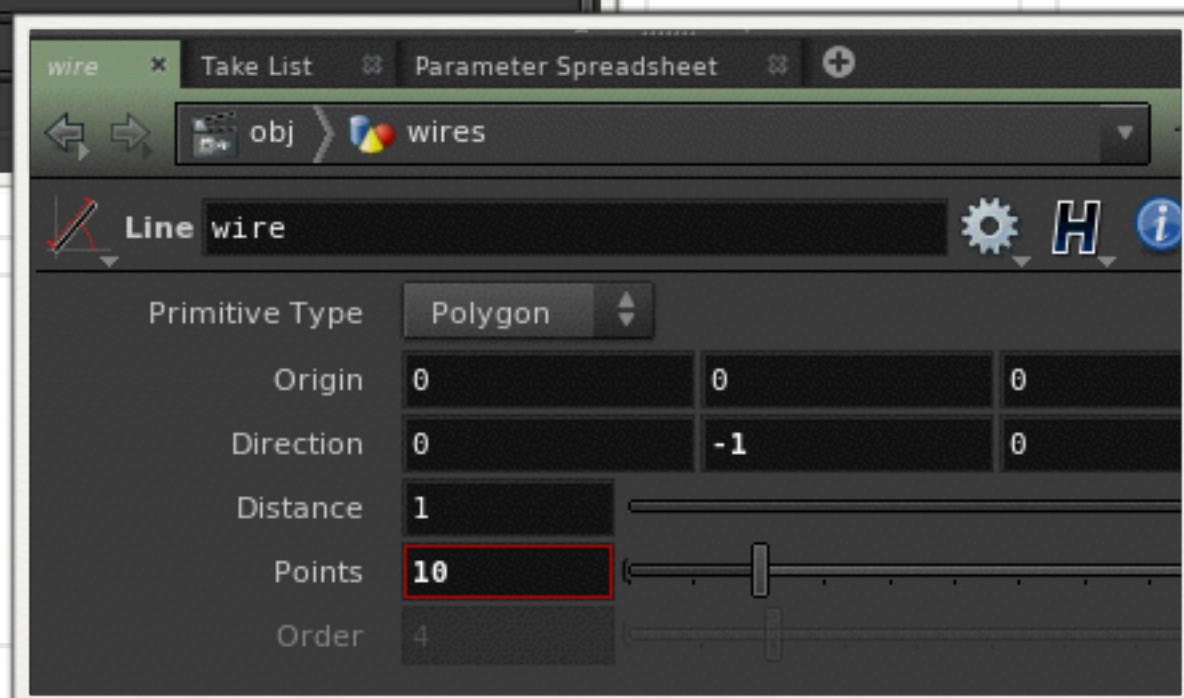 wire Take List Parameter Spreadsheet
obj wires
Line wire H i
Primitive Type Polygon
Origin 0 0 0
Direction 0 -1 0
Distance 1
Points 10
Order 4